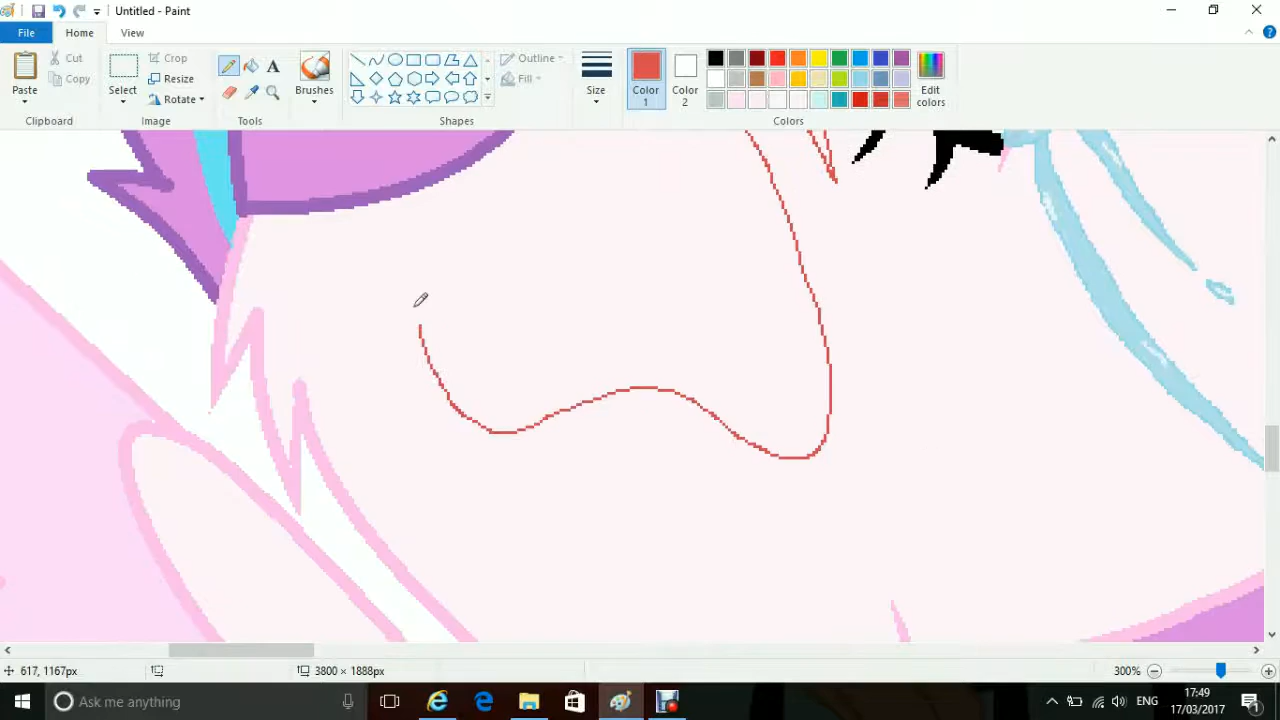 Untitled - Paint
File Home View
Paste Cut Copy
Select Crop Resize Rotate
A
Brushes
Outline Fill
Size
Color 1 Color 2
Edit colors
Clipboard Image Tools Shapes Colors
617, 1167px 3800 × 1888px 300%
Ask me anything ENG 17:49
17/03/2017